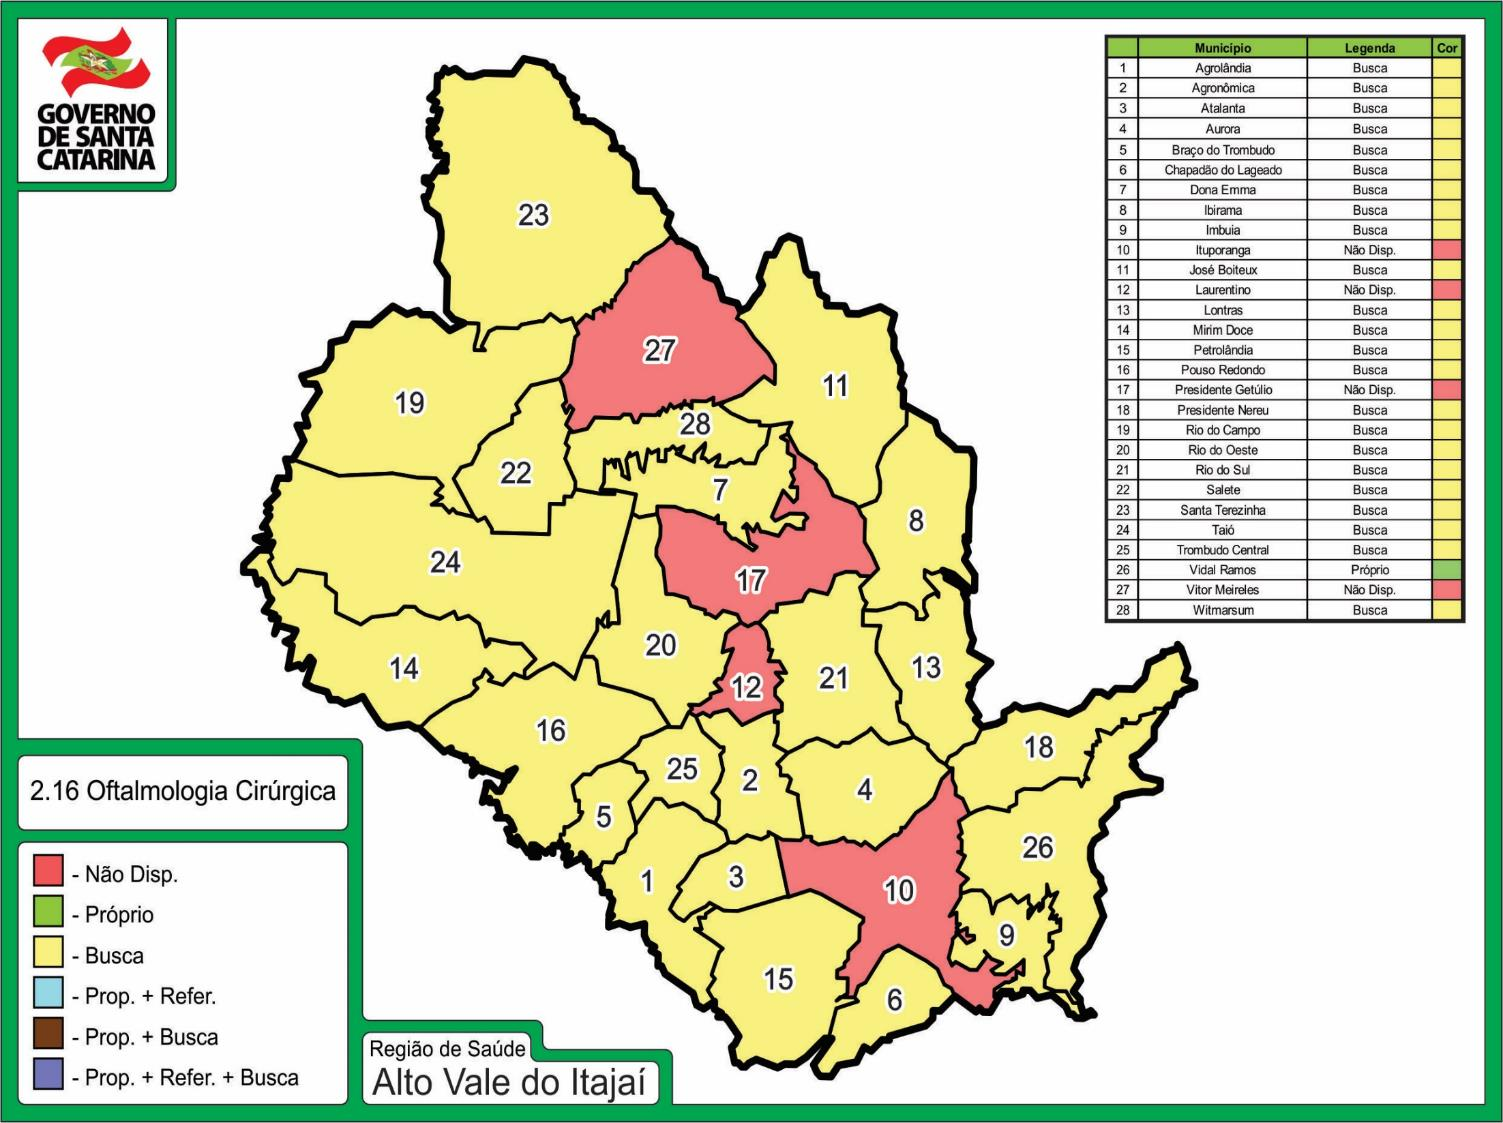 GOVERNO
DE SANTA
CATARINA
Município Legenda Cor
1 Agrolândia Busca
2 Agronômica Busca
3 Atalanta Busca
4 Aurora Busca
5 Braço do Trombudo Busca
6 Chapadão do Lageado Busca
7 Dona Emma Busca
8 Ibirama Busca
9 Imbuia Busca
10 Ituporanga Não Disp.
11 José Boiteux Busca
12 Laurentino Não Disp.
13 Lontras Busca
14 Mirim Doce Busca
15 Petrolândia Busca
16 Pouso Redondo Busca
17 Presidente Getúlio Não Disp.
18 Presidente Nereu Busca
19 Rio do Campo Busca
20 Rio do Oeste Busca
21 Rio do Sul Busca
22 Salete Busca
23 Santa Terezinha Busca
24 Taió Busca
25 Trombudo Central Busca
26 Vidal Ramos Próprio
27 Vitor Meireles Não Disp.
28 Witmarsum Busca
23
27
11
19
28
22
7
8
24
17
20
14
12
21
13
16
18
25
2
4
5
26
3
1
10
9
15
6
2.16 Oftalmologia Cirúrgica
- Não Disp.
- Próprio
- Busca
- Prop. + Refer.
- Prop. + Busca
- Prop. + Refer. + Busca
Região de Saúde
Alto Vale do Itajaí